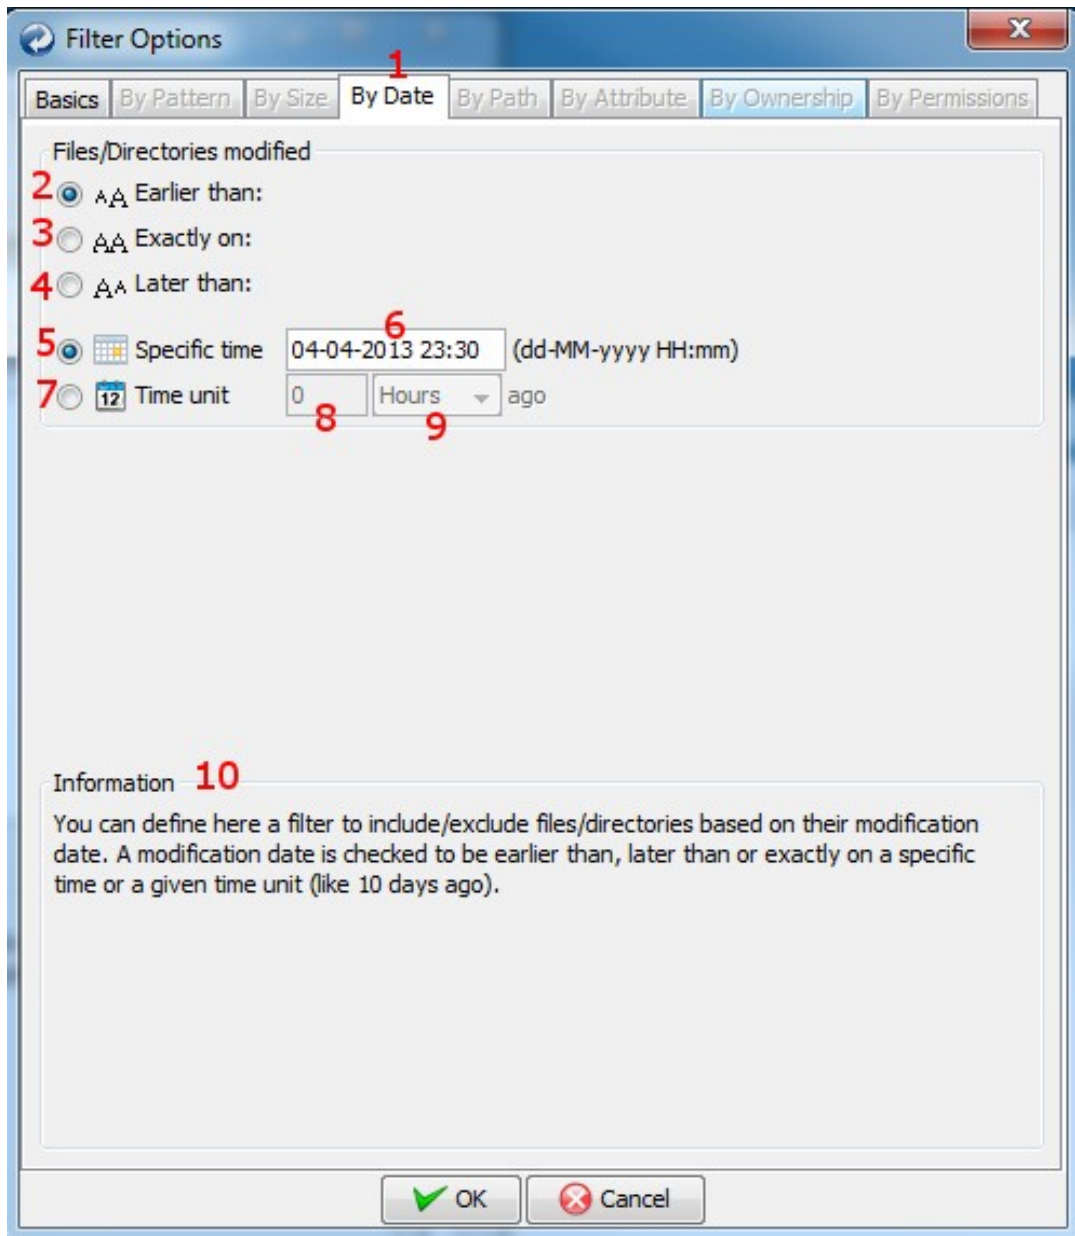 Filter Options
X
1
Basics By Pattern By Size By Date By Path By Attribute By Ownership By Permissions
Files/Directories modified
2 AA Earlier than:
3 AA Exactly on:
4 AA Later than:
6
5 Specific time 04-04-2013 23:30 (dd-MM-yyyy HH:mm)
7 12 Time unit 0 Hours ago
8 9
Information 10
You can define here a filter to include/exclude files/directories based on their modification
date. A modification date is checked to be earlier than, later than or exactly on a specific
time or a given time unit (like 10 days ago).
OK Cancel